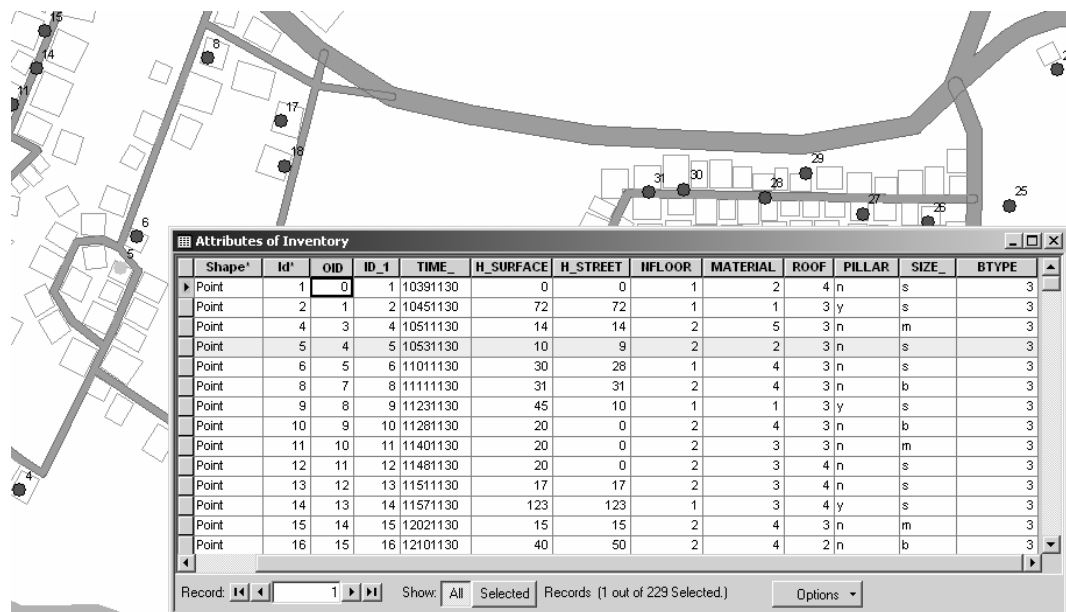 15
14
11
8
17
18
6
5
4
2
29
31
30
28
27
26
25
Attributes of Inventory
Shape* Id* OID ID_1 TIME_ H_SURFACE H_STREET NFLOOR MATERIAL ROOF PILLAR SIZE_ BTYPE
Point 1 0 1 10391130 0 0 1 2 4 n s 3
Point 2 1 2 10451130 72 72 1 1 3 y s 3
Point 4 3 4 10511130 14 14 2 5 3 n m 3
Point 5 4 5 10531130 10 9 2 2 3 n s 3
Point 6 5 6 11011130 30 28 1 4 3 n s 3
Point 8 7 8 11111130 31 31 2 4 3 n b 3
Point 9 8 9 11231130 45 10 1 1 3 y s 3
Point 10 9 10 11281130 20 0 2 4 3 n b 3
Point 11 10 11 11401130 20 0 2 3 3 n m 3
Point 12 11 12 11481130 20 0 2 3 4 n s 3
Point 13 12 13 11511130 17 17 2 3 4 n s 3
Point 14 13 14 11571130 123 123 1 3 4 y s 3
Point 15 14 15 12021130 15 15 2 4 3 n m 3
Point 16 15 16 12101130 40 50 2 4 2 n b 3
Record: 1 Show: All Selected Records (1 out of 229 Selected.) Options